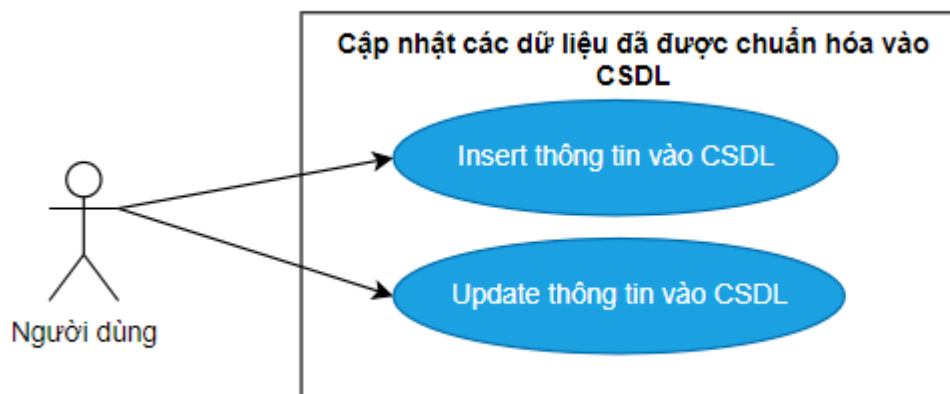 Cập nhật các dữ liệu đã được chuẩn hóa vào
CSDL
Insert thông tin vào CSDL
Update thông tin vào CSDL
Người dùng